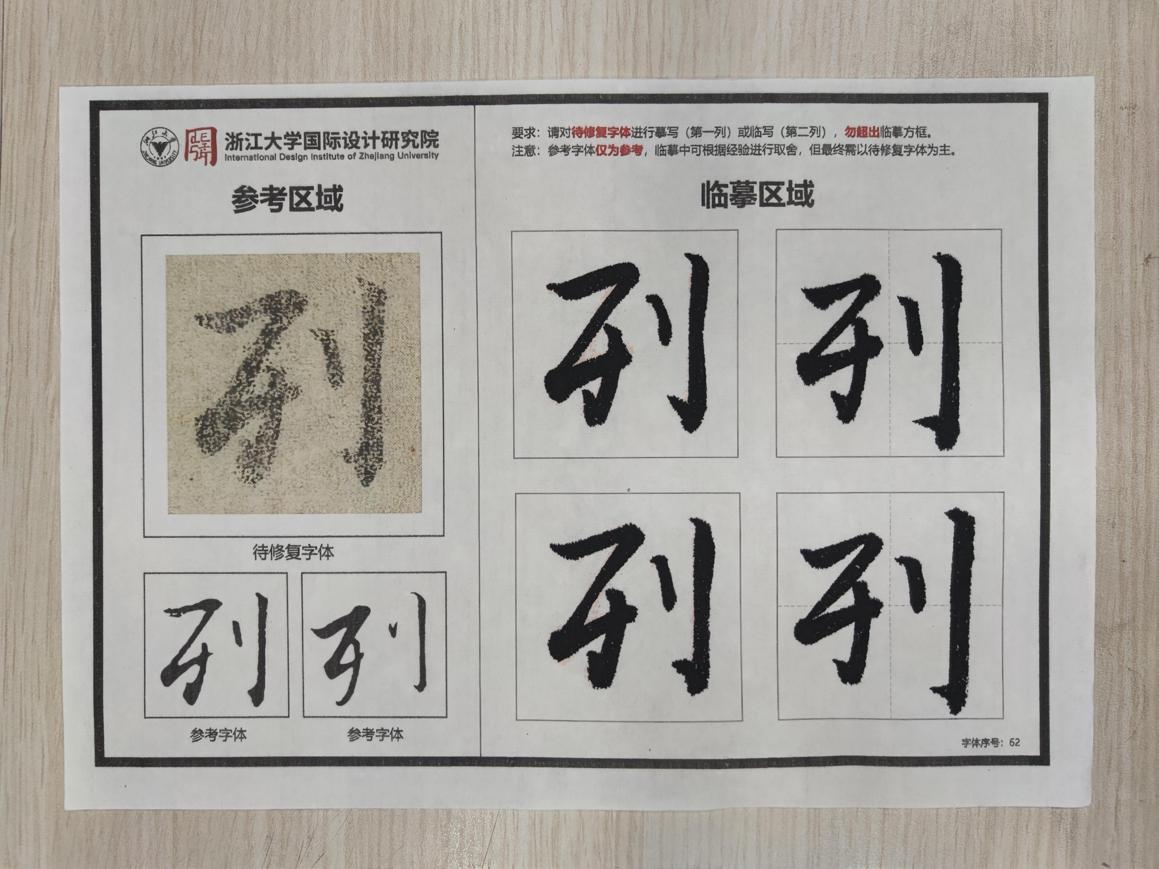 浙江大学国际设计研究院
International Design Institute of Zhejiang University
参考区域
列
待修复字体
列 列
参考字体 参考字体
要求：请对待修复字体进行摹写（第一列）或临写（第二列），勿超出临摹方框。
注意：参考字体仅为参考，临摹中可根据经验进行取舍，但最终需以待修复字体为主。
临摹区域
列 列
列 列
字体序号：62